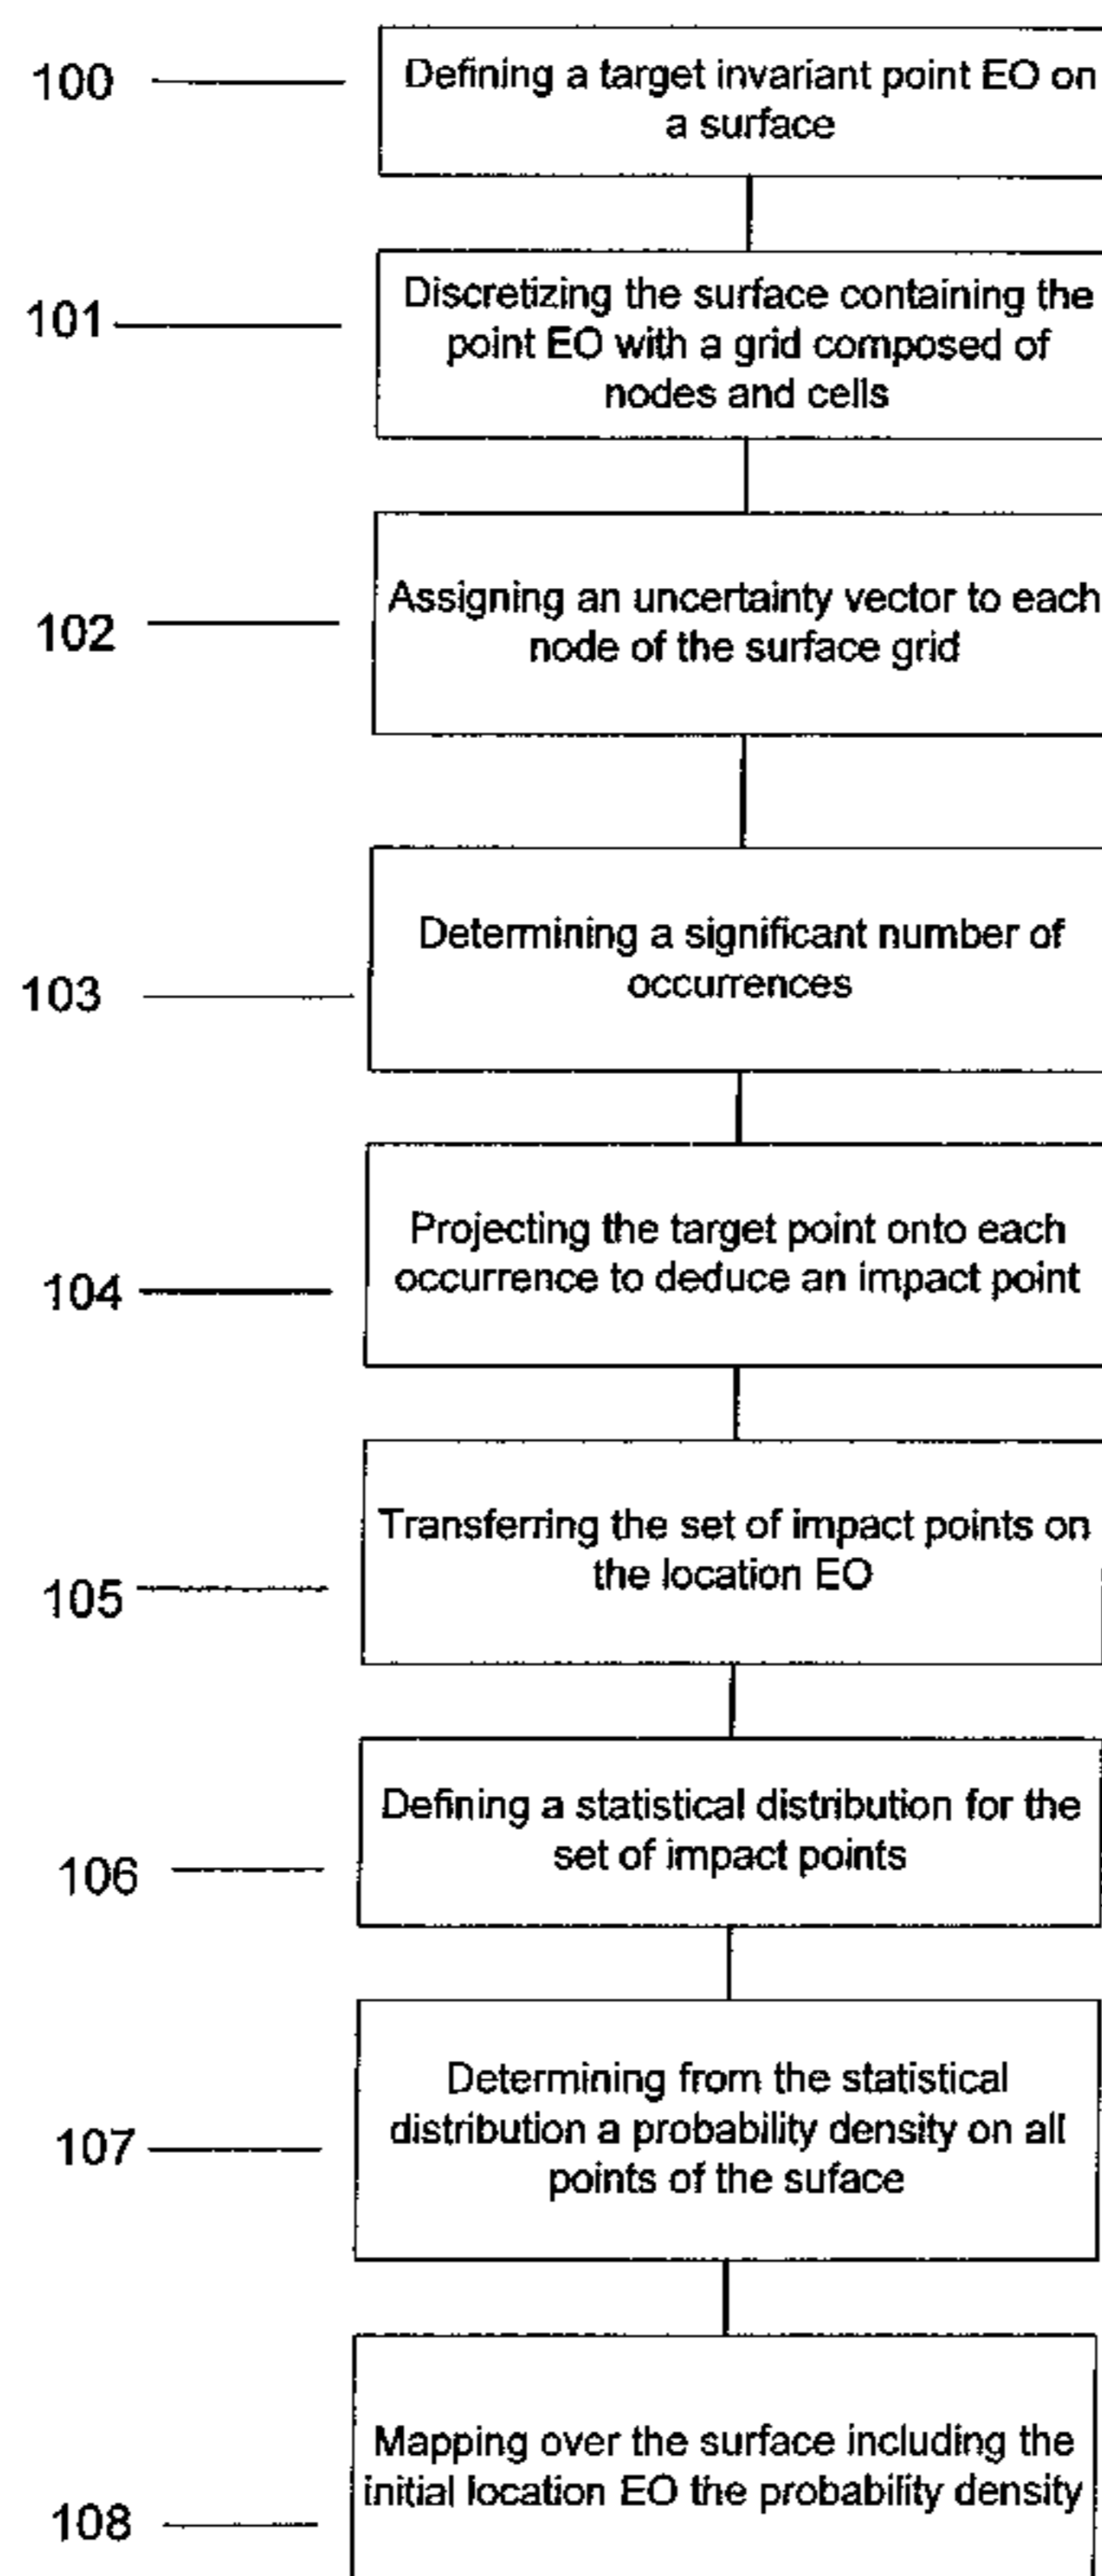 100
Defining a target invariant point EO on
a surface
101
Discretizing the surface containing the
point EO with a grid composed of
nodes and cells
102
Assigning an uncertainty vector to each
node of the surface grid
103
Determining a significant number of
occurrences
104
Projecting the target point onto each
occurrence to deduce an impact point
105
Transferring the set of impact points on
the location EO
106
Defining a statistical distribution for the
set of impact points
107
Determining from the statistical
distribution a probability density on all
points of the suface
108
Mapping over the surface including the
initial location EO the probability density